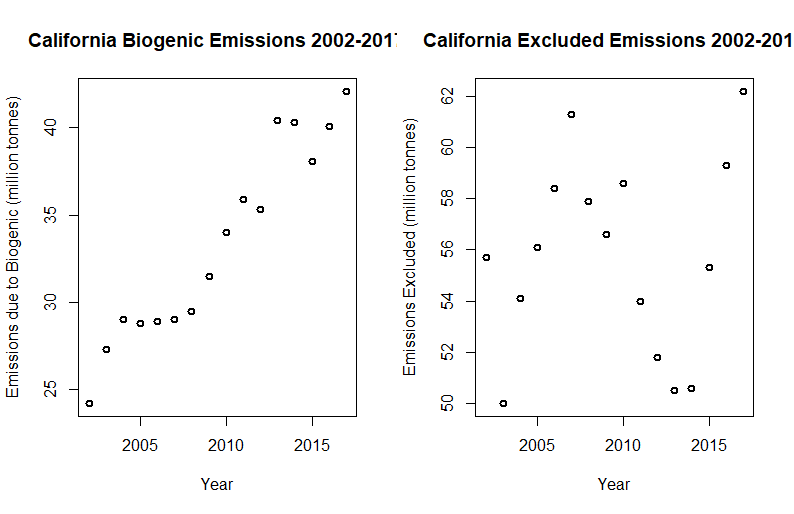 California Biogenic Emissions 2002-2017
California Excluded Emissions 2002-201
Emissions due to Biogenic (million tonnes)
40
35
30
25
2005 2010 2015
Year
Emissions Excluded (million tonnes)
62
60
58
56
54
52
50
2005 2010 2015
Year